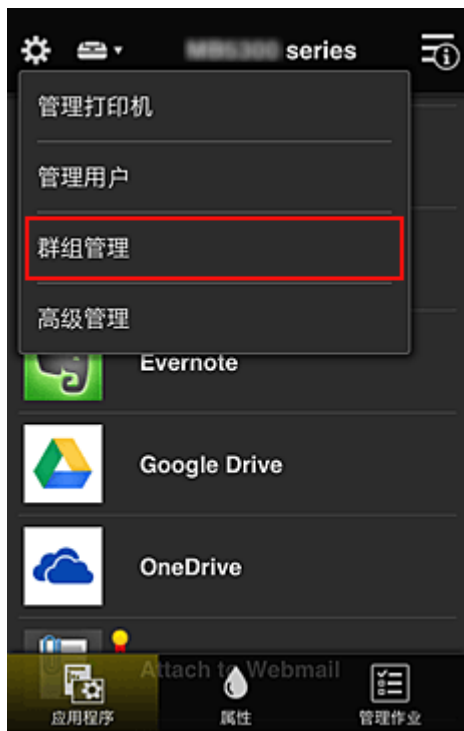 series
管理打印机
管理用户
群组管理
高级管理
Evernote
Google Drive
OneDrive
Attach to Webmail
应用程序
属性
管理作业